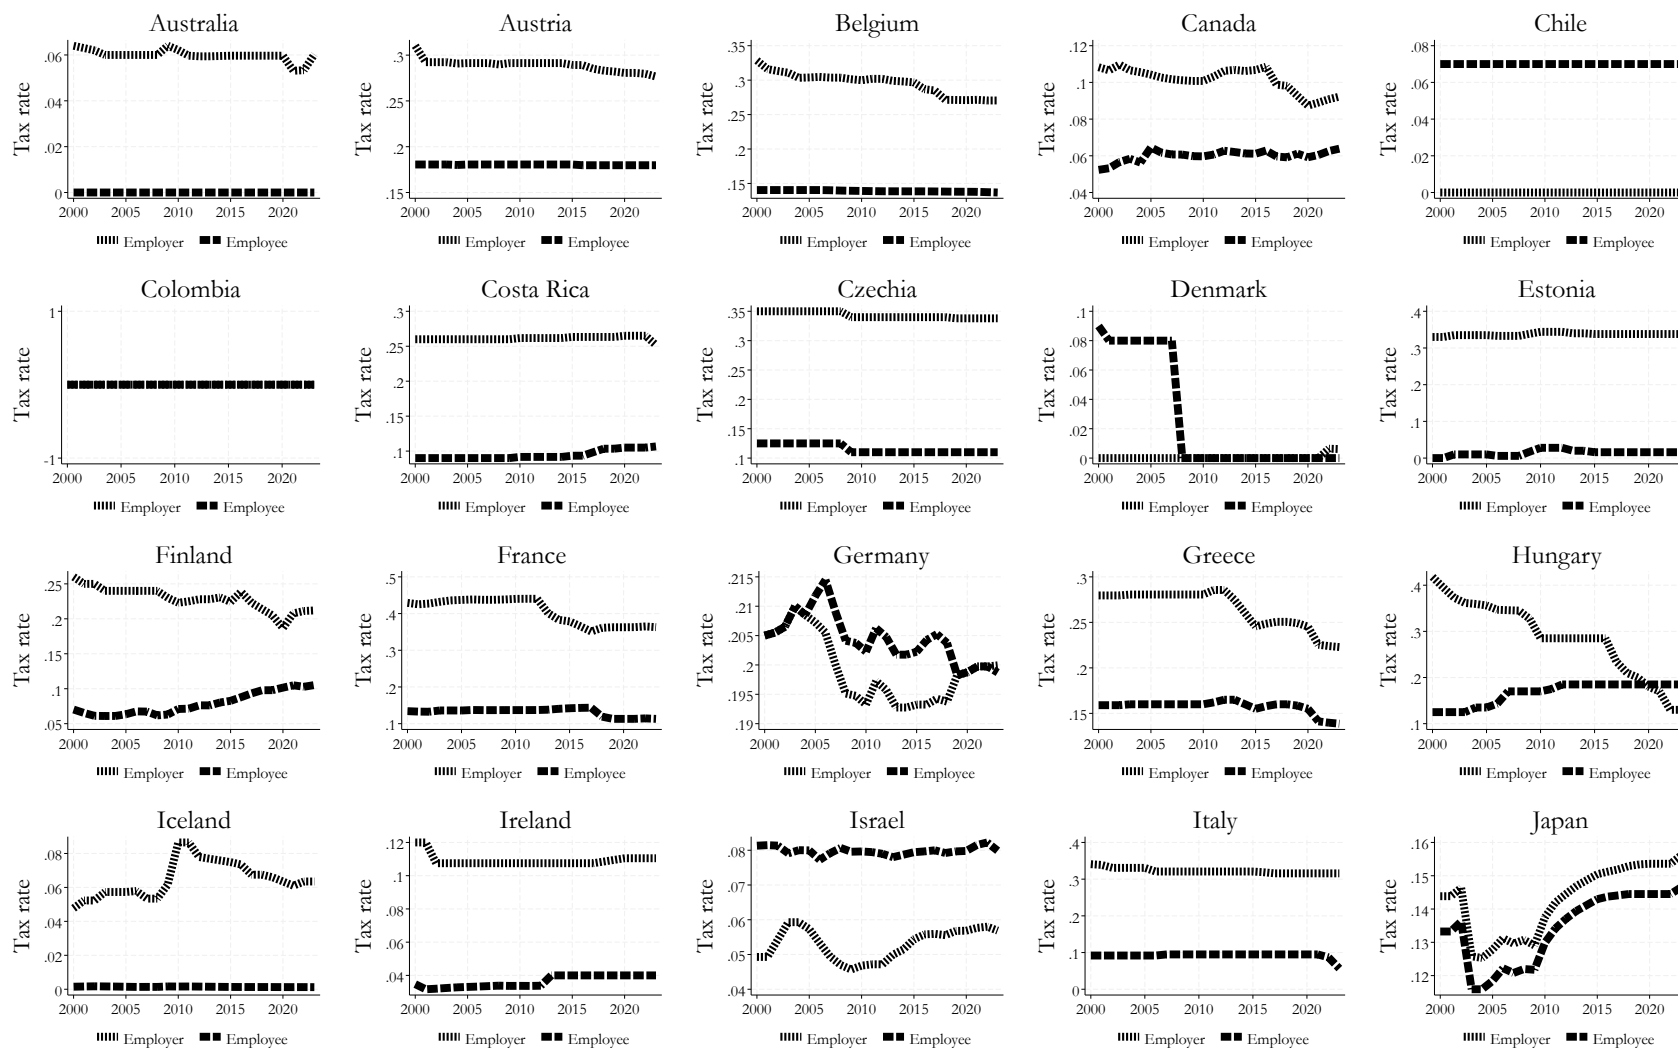 Australia
Tax rate
.06
.04
.02
0
2000 2005 2010 2015 2020
Employer Employee
Austria
Tax rate
.3
.25
.2
.15
2000 2005 2010 2015 2020
Employer Employee
Belgium
Tax rate
.35
.3
.25
.2
.15
2000 2005 2010 2015 2020
Employer Employee
Canada
Tax rate
.12
.1
.08
.06
.04
2000 2005 2010 2015 2020
Employer Employee
Chile
Tax rate
.08
.06
.04
.02
0
2000 2005 2010 2015 2020
Employer Employee
Colombia
Tax rate
1
-1
2000 2005 2010 2015 2020
Employer Employee
Costa Rica
Tax rate
.3
.25
.2
.15
.1
2000 2005 2010 2015 2020
Employer Employee
Czechia
Tax rate
.35
.3
.25
.2
.15
.1
2000 2005 2010 2015 2020
Employer Employee
Denmark
Tax rate
.1
.08
.06
.04
.02
0
2000 2005 2010 2015 2020
Employer Employee
Estonia
Tax rate
.4
.3
.2
.1
0
2000 2005 2010 2015 2020
Employer Employee
Finland
Tax rate
.25
.2
.15
.1
.05
2000 2005 2010 2015 2020
Employer Employee
France
Tax rate
.5
.4
.3
.2
.1
2000 2005 2010 2015 2020
Employer Employee
Germany
Tax rate
.215
.21
.205
.2
.195
.19
2000 2005 2010 2015 2020
Employer Employee
Greece
Tax rate
.3
.25
.2
.15
2000 2005 2010 2015 2020
Employer Employee
Hungary
Tax rate
.4
.3
.2
.1
2000 2005 2010 2015 2020
Employer Employee
Iceland
Tax rate
.08
.06
.04
.02
0
2000 2005 2010 2015 2020
Employer Employee
Ireland
Tax rate
.12
.1
.08
.06
.04
2000 2005 2010 2015 2020
Employer Employee
Israel
Tax rate
.08
.07
.06
.05
.04
2000 2005 2010 2015 2020
Employer Employee
Italy
Tax rate
.4
.3
.2
.1
0
2000 2005 2010 2015 2020
Employer Employee
Japan
Tax rate
.16
.15
.14
.13
.12
2000 2005 2010 2015 2020
Employer Employee